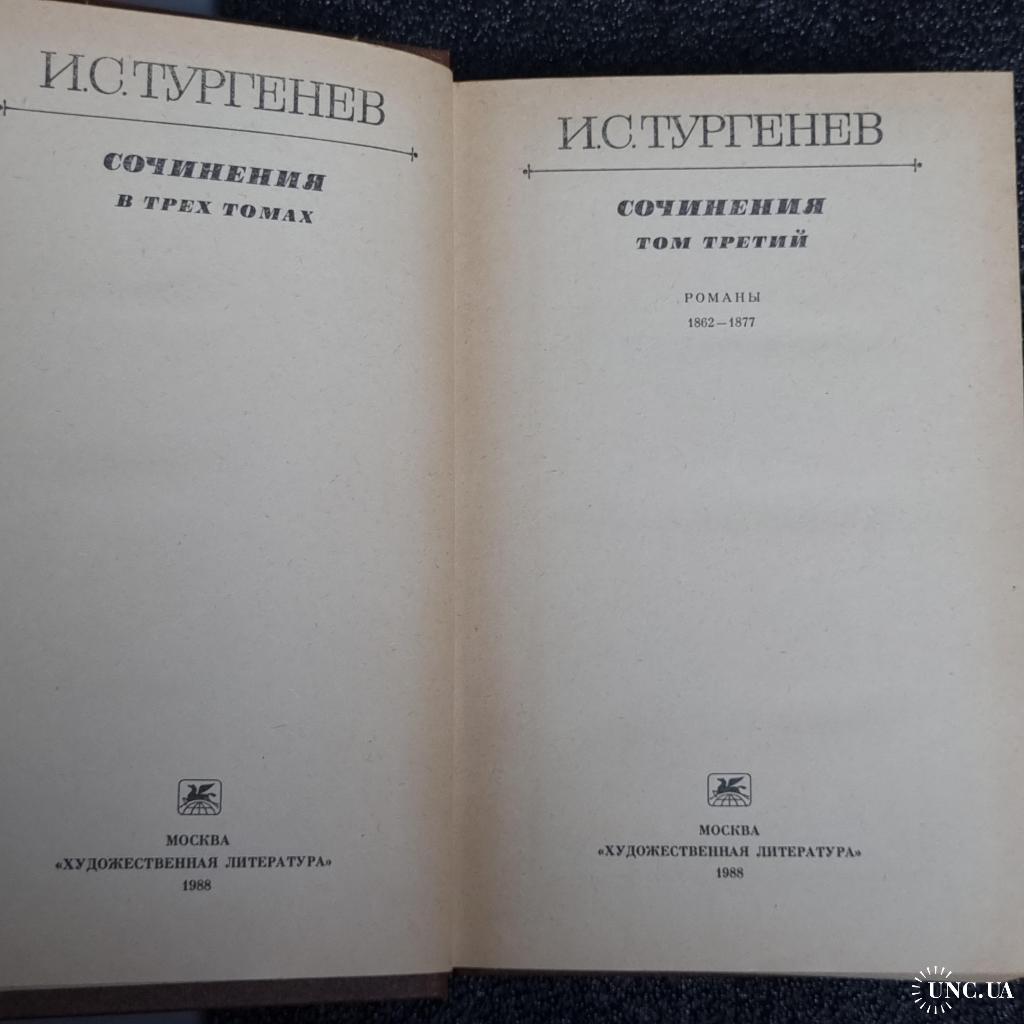 И.С.ТУРГЕНЕВ
СОЧИНЕНИЯ
В ТРЕХ ТОМАХ
МОСКВА
«ХУДОЖЕСТВЕННАЯ ЛИТЕРАТУРА»
1988
И.С.ТУРГЕНЕВ
СОЧИНЕНИЯ
ТОМ ТРЕТИЙ
РОМАНЫ
1862—1877
МОСКВА
«ХУДОЖЕСТВЕННАЯ ЛИТЕРАТУРА»
1988
UNC.UA